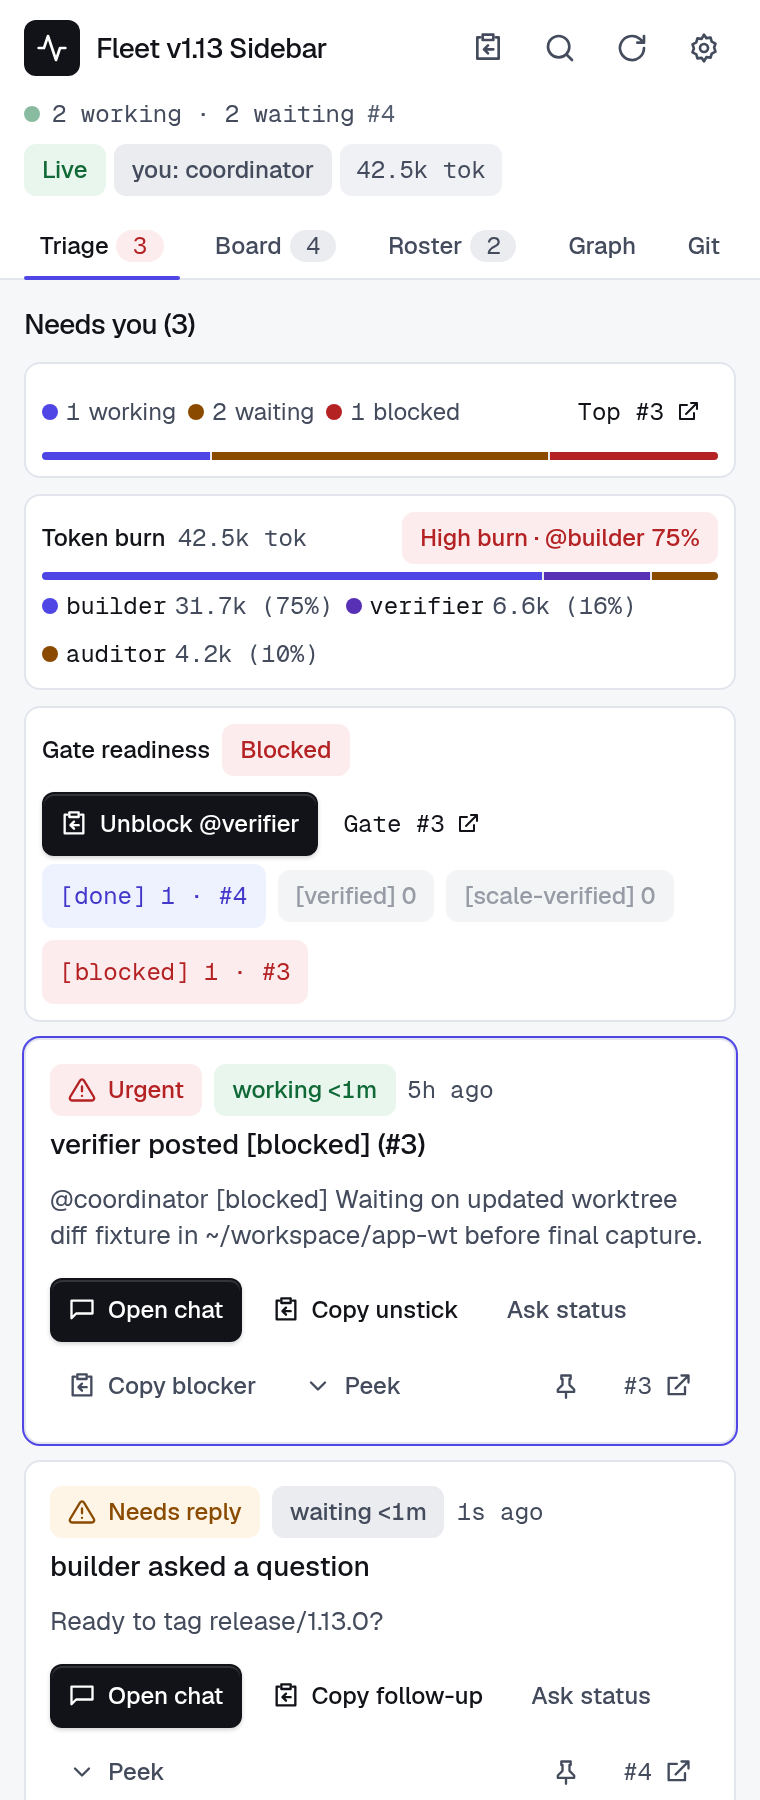 Fleet v1.13 Sidebar
2 working · 2 waiting #4
Live you: coordinator 42.5k tok
Triage 3 Board 4 Roster 2 Graph Git
Needs you (3)
1 working 2 waiting 1 blocked Top #3
Token burn 42.5k tok High burn · @builder 75%
builder 31.7k (75%) verifier 6.6k (16%)
auditor 4.2k (10%)
Gate readiness Blocked
Unblock @verifier Gate #3
[done] 1 · #4 [verified] 0 [scale-verified] 0
[blocked] 1 · #3
Urgent working <1m 5h ago
verifier posted [blocked] (#3)
@coordinator [blocked] Waiting on updated worktree
diff fixture in ~/workspace/app-wt before final capture.
Open chat Copy unstick Ask status
Copy blocker Peek #3
Needs reply waiting <1m 1s ago
builder asked a question
Ready to tag release/1.13.0?
Open chat Copy follow-up Ask status
Peek #4